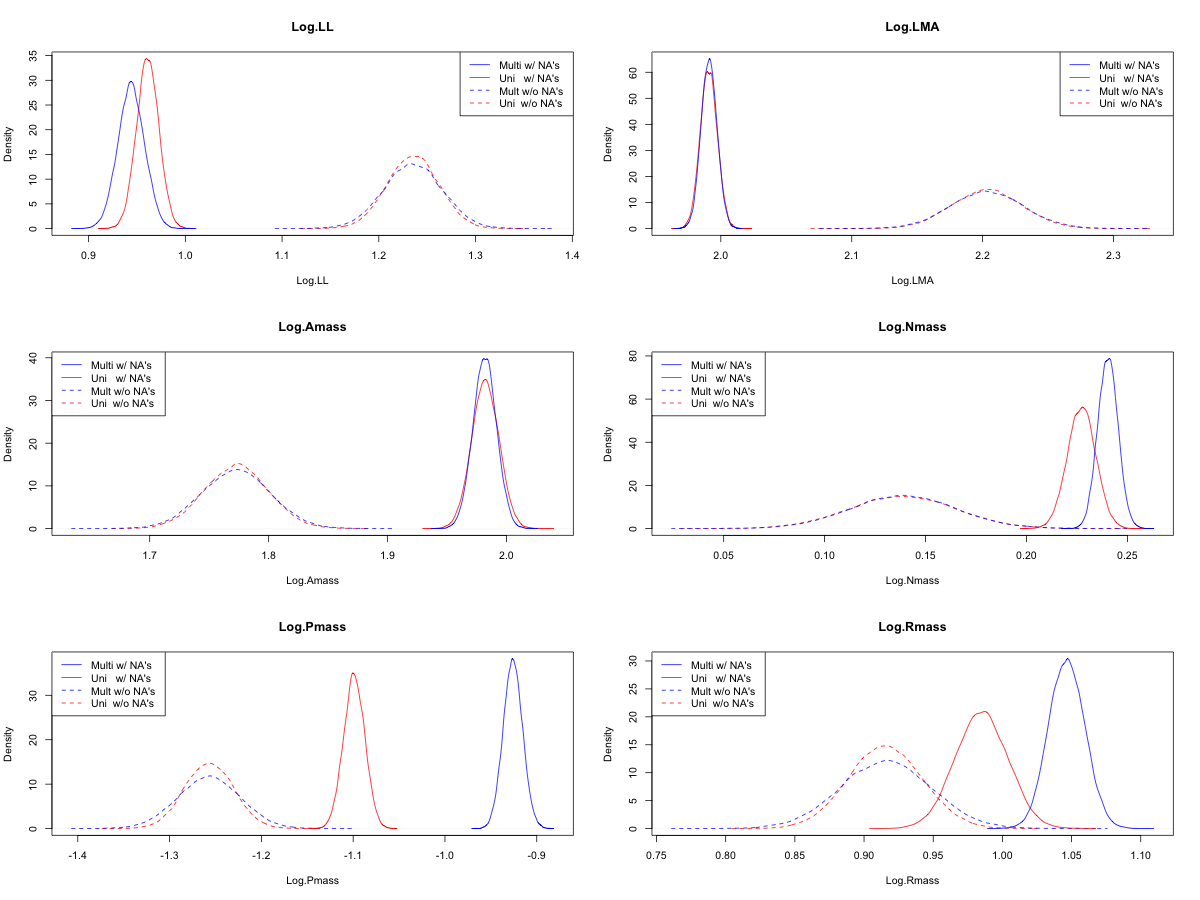 Log.LL
Density
35
30
25
20
15
10
5
0
Multi w/ NA's
Uni w/ NA's
Mult w/o NA's
Uni w/o NA's
0.9 1.0 1.1 1.2 1.3 1.4
Log.LL
Log.LMA
Density
60
50
40
30
20
10
0
Multi w/ NA's
Uni w/ NA's
Mult w/o NA's
Uni w/o NA's
2.0 2.1 2.2 2.3
Log.LMA
Log.Amass
Density
40
30
20
10
0
Multi w/ NA's
Uni w/ NA's
Mult w/o NA's
Uni w/o NA's
1.7 1.8 1.9 2.0
Log.Amass
Log.Nmass
Density
80
60
40
20
0
Multi w/ NA's
Uni w/ NA's
Mult w/o NA's
Uni w/o NA's
0.05 0.10 0.15 0.20 0.25
Log.Nmass
Log.Pmass
Density
30
20
10
0
Multi w/ NA's
Uni w/ NA's
Mult w/o NA's
Uni w/o NA's
-1.4 -1.3 -1.2 -1.1 -1.0 -0.9
Log.Pmass
Log.Rmass
Density
30
25
20
15
10
5
0
Multi w/ NA's
Uni w/ NA's
Mult w/o NA's
Uni w/o NA's
0.75 0.80 0.85 0.90 0.95 1.00 1.05 1.10
Log.Rmass